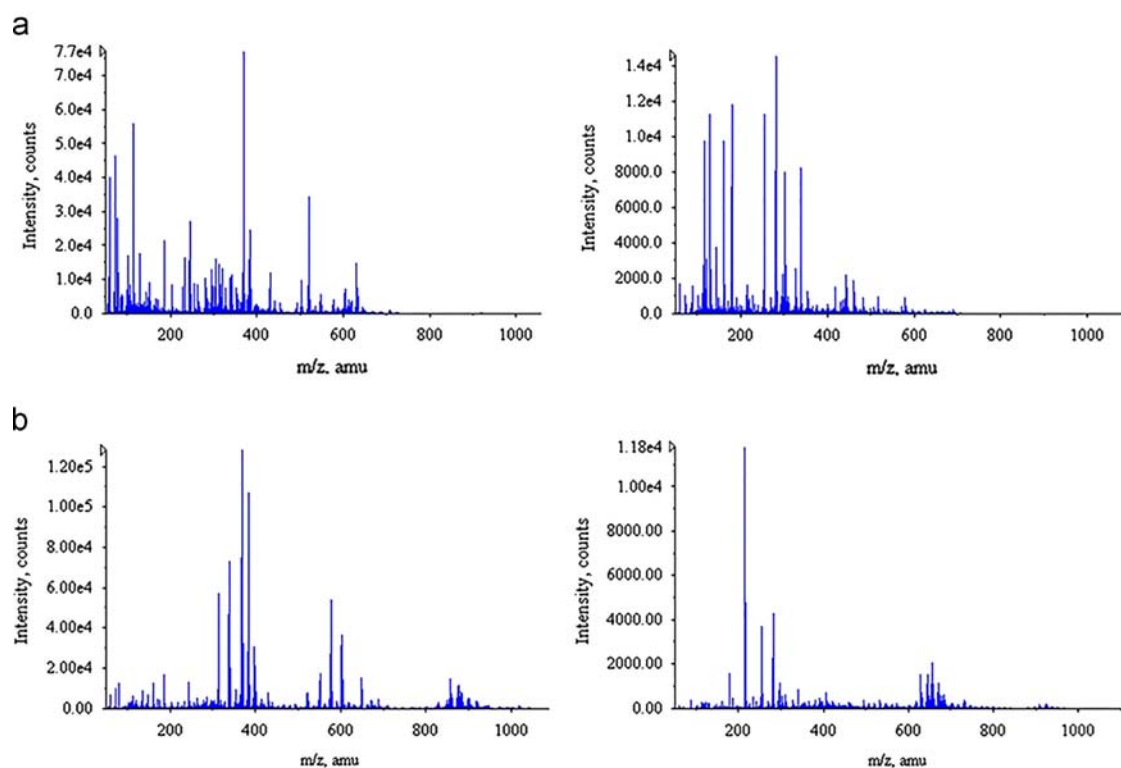 a
7.7e4
7.0e4
6.0e4
5.0e4
4.0e4
3.0e4
2.0e4
1.0e4
0.0
Intensity, counts
200 400 600 800 1000
m/z, amu
1.4e4
1.2e4
1.0e4
8000.0
6000.0
4000.0
2000.0
0.0
Intensity, counts
200 400 600 800 1000
m/z, amu
b
1.20e5
1.00e5
8.00e4
6.00e4
4.00e4
2.00e4
0.00
Intensity, counts
200 400 600 800 1000
m/z, amu
1.18e4
1.00e4
8000.00
6000.00
4000.00
2000.00
0.00
Intensity, counts
200 400 600 800 1000
m/z, amu